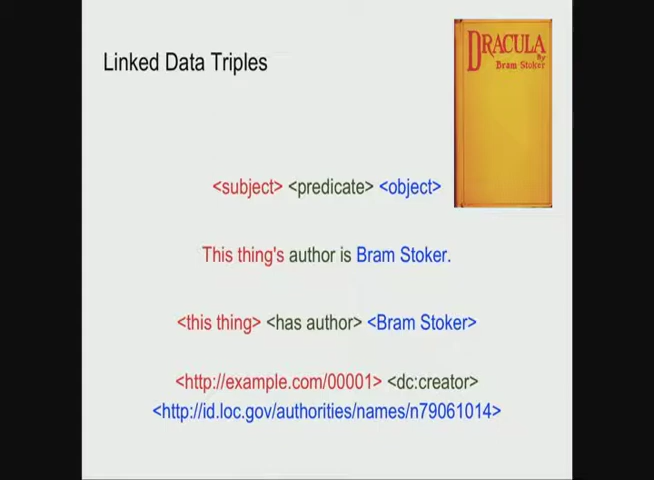 Linked Data Triples
DRACULA
By
Bram Stoker
<subject> <predicate> <object>
This thing's author is Bram Stoker.
<this thing> <has author> <Bram Stoker>
<http://example.com/00001> <dc:creator>
<http://id.loc.gov/authorities/names/n79061014>